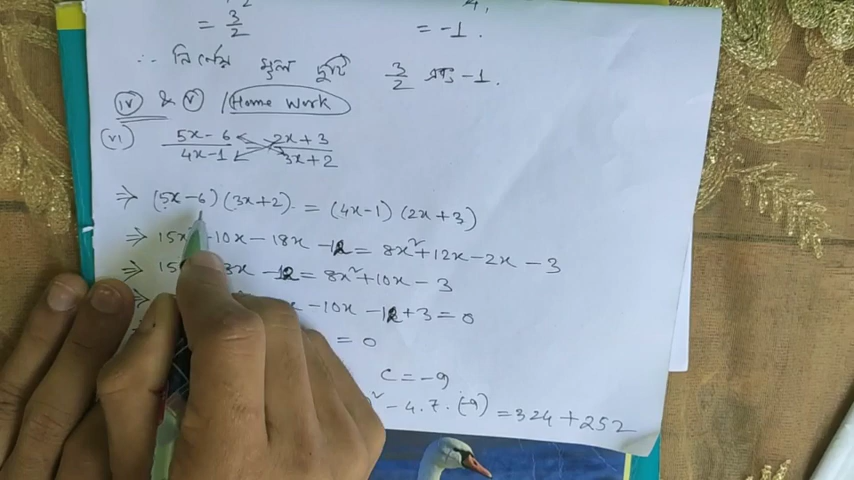 = 3/2    = -1.
∴ নির্ণেয় মূল দুটি 3/2 এবং -1.
iv & v / Home Work
(vi) (5x-6)/(4x-1) (2x+3)/(3x+2)
⇒ (5x-6)(3x+2) = (4x-1)(2x+3)
⇒ 15x +10x - 18x - 12 = 8x²+12x-2x-3
⇒ 15 x - 12 = 8x²+10x-3
⇒ x - 10x - 12+3=0
= 0
c = -9
² - 4.7.(-9) = 324+252